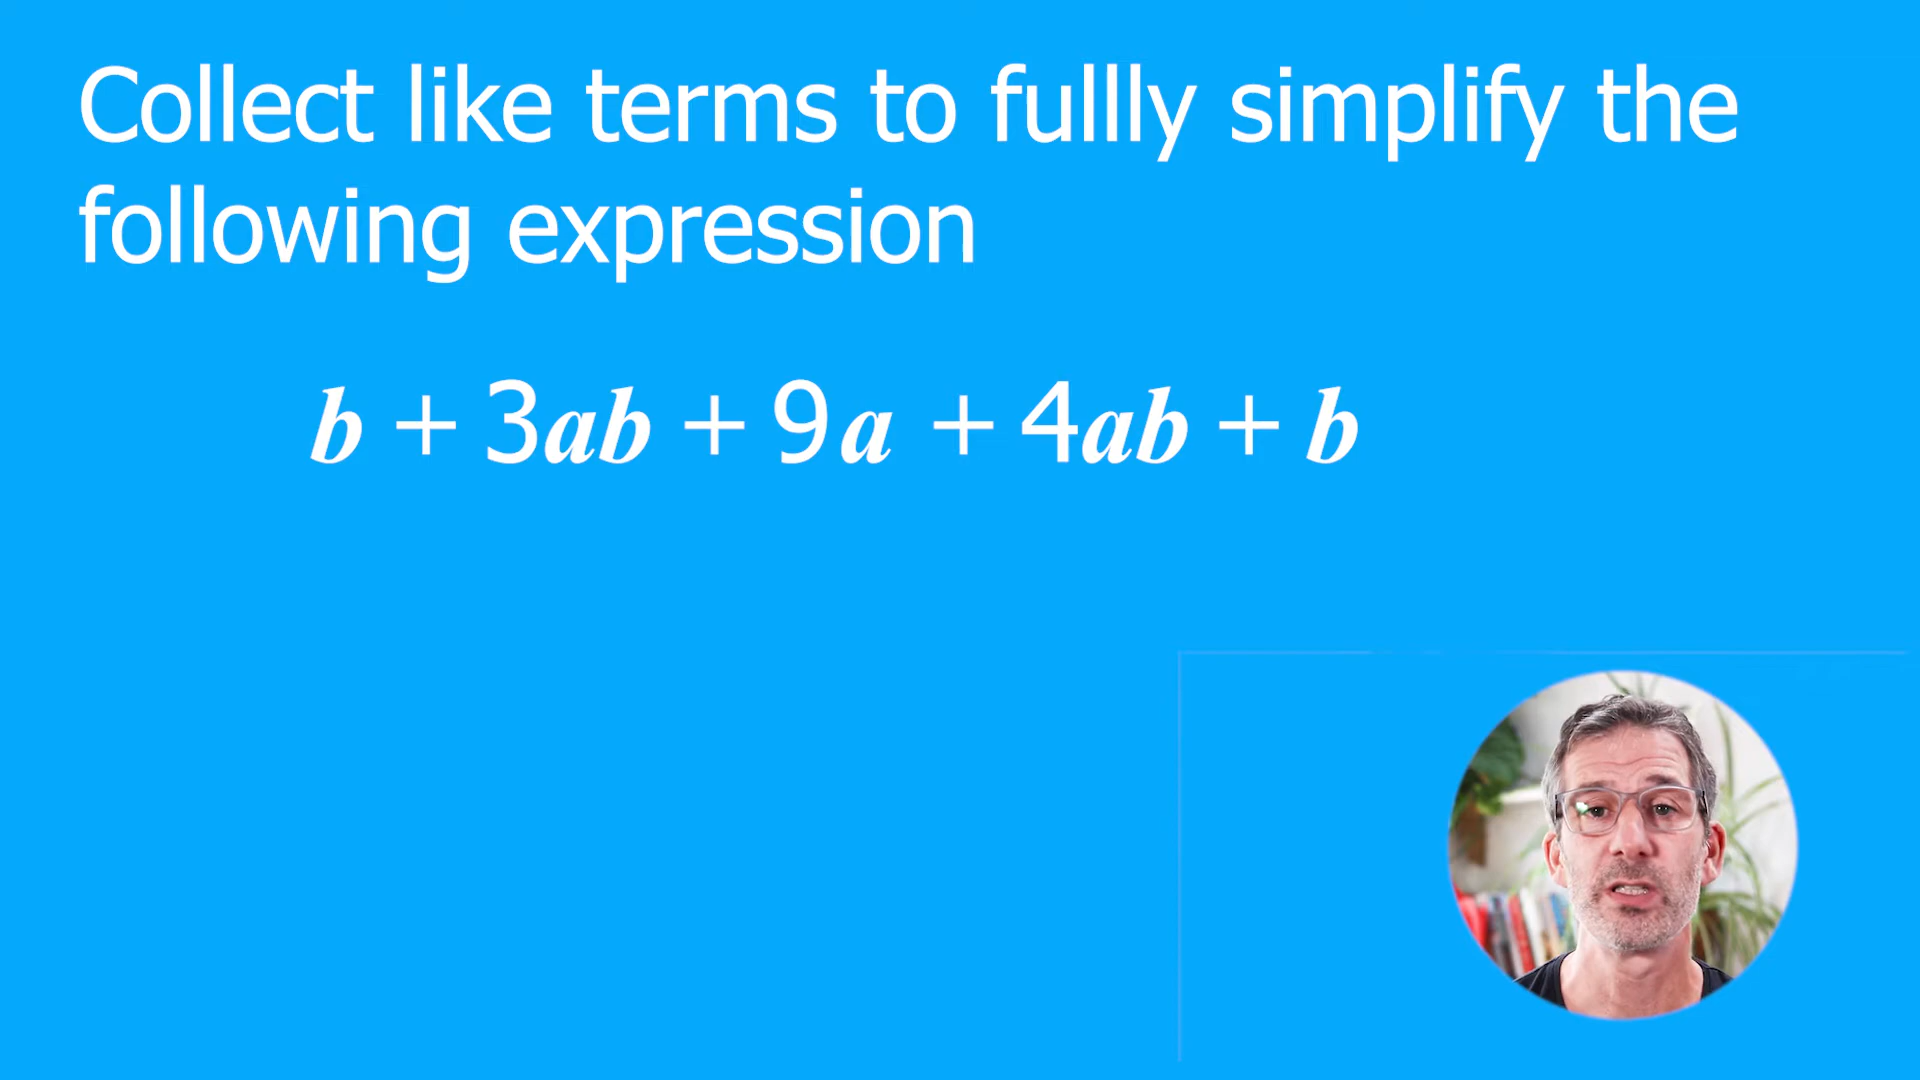 Collect like terms to fullly simplify the
following expression
b + 3ab + 9a + 4ab + b